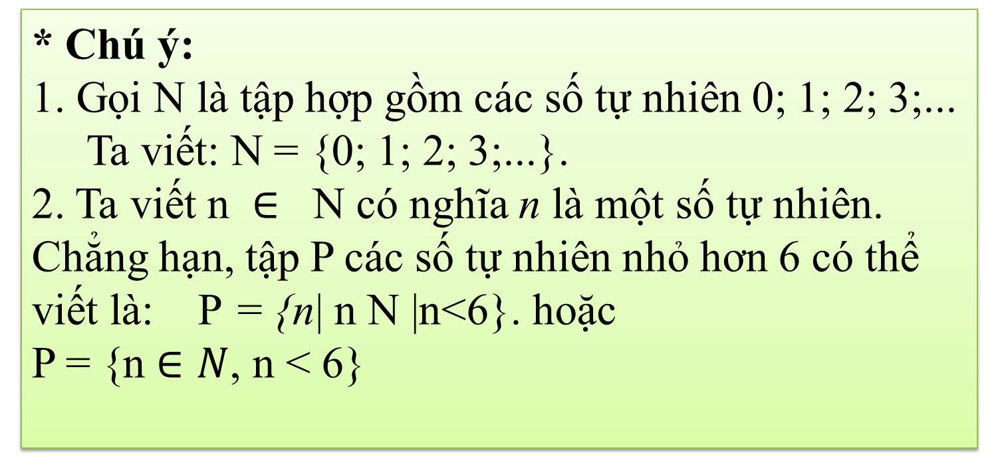 * Chú ý:
1. Gọi N là tập hợp gồm các số tự nhiên 0; 1; 2; 3;...
Ta viết: N = {0; 1; 2; 3;...}.
2. Ta viết n ∈ N có nghĩa n là một số tự nhiên.
Chẳng hạn, tập P các số tự nhiên nhỏ hơn 6 có thể
viết là: P = {n| n N |n<6}. hoặc
P = {n ∈ N, n < 6}